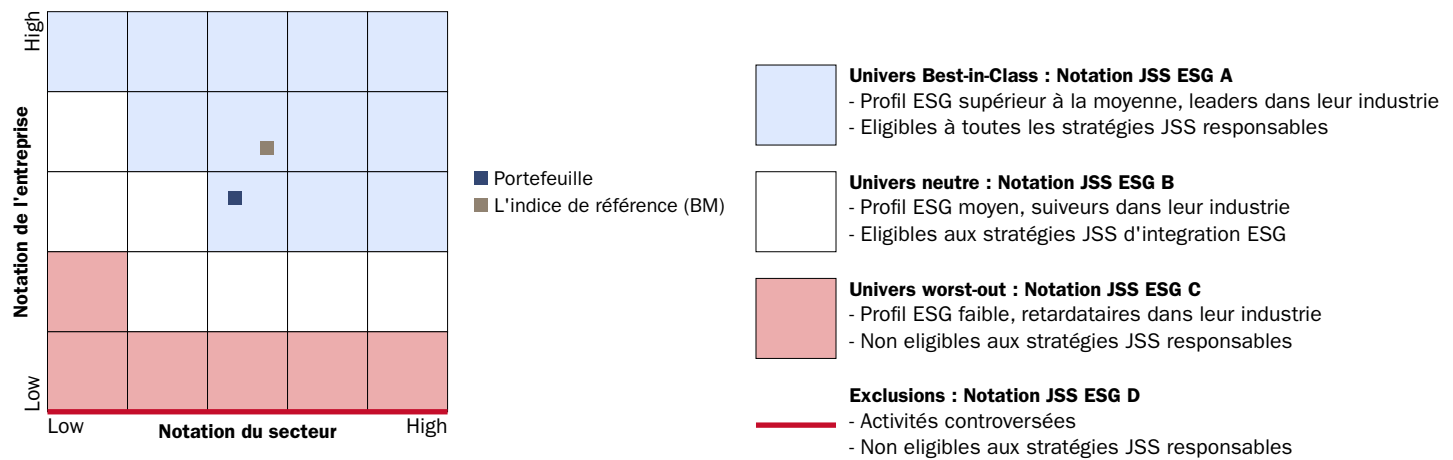 High
Notation de l'entreprise
Low
Low
Notation du secteur
High
Portefeuille
L'indice de référence (BM)
Univers Best-in-Class : Notation JSS ESG A
- Profil ESG supérieur à la moyenne, leaders dans leur industrie
- Eligibles à toutes les stratégies JSS responsables
Univers neutre : Notation JSS ESG B
- Profil ESG moyen, suiveurs dans leur industrie
- Eligibles aux stratégies JSS d'integration ESG
Univers worst-out : Notation JSS ESG C
- Profil ESG faible, retardataires dans leur industrie
- Non eligibles aux stratégies JSS responsables
Exclusions : Notation JSS ESG D
- Activités controversées
- Non eligibles aux stratégies JSS responsables